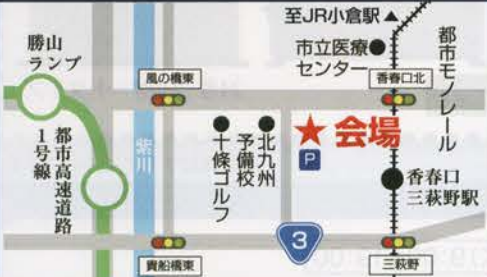 至JR小倉駅▲
市立医療
センター
都市モノレール
勝山
ランプ
風の橋東
香春口北
都市高速道路
1号線
紫川
十條ゴルフ
北九州
予備校
★会場
P
香春口
三萩野駅
3
貴船橋東
三萩野